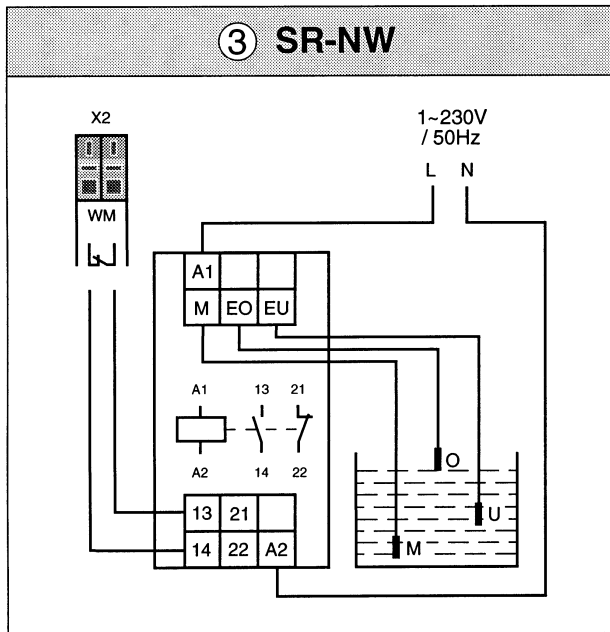 ③ SR-NW
X2
1~230V
/ 50Hz
L N
WM
A1
M EO EU
A1 13 21
A2 14 22
O
U
M
13 21
14 22 A2